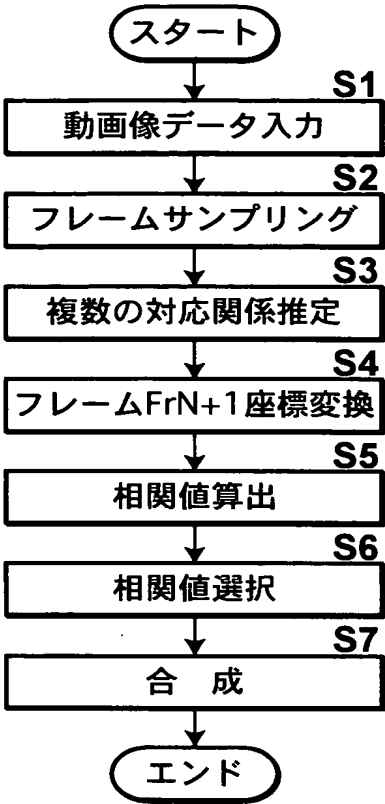 スタート
S1
動画像データ入力
S2
フレームサンプリング
S3
複数の対応関係推定
S4
フレームFrN+1座標変換
S5
相関値算出
S6
相関値選択
S7
合 成
エンド